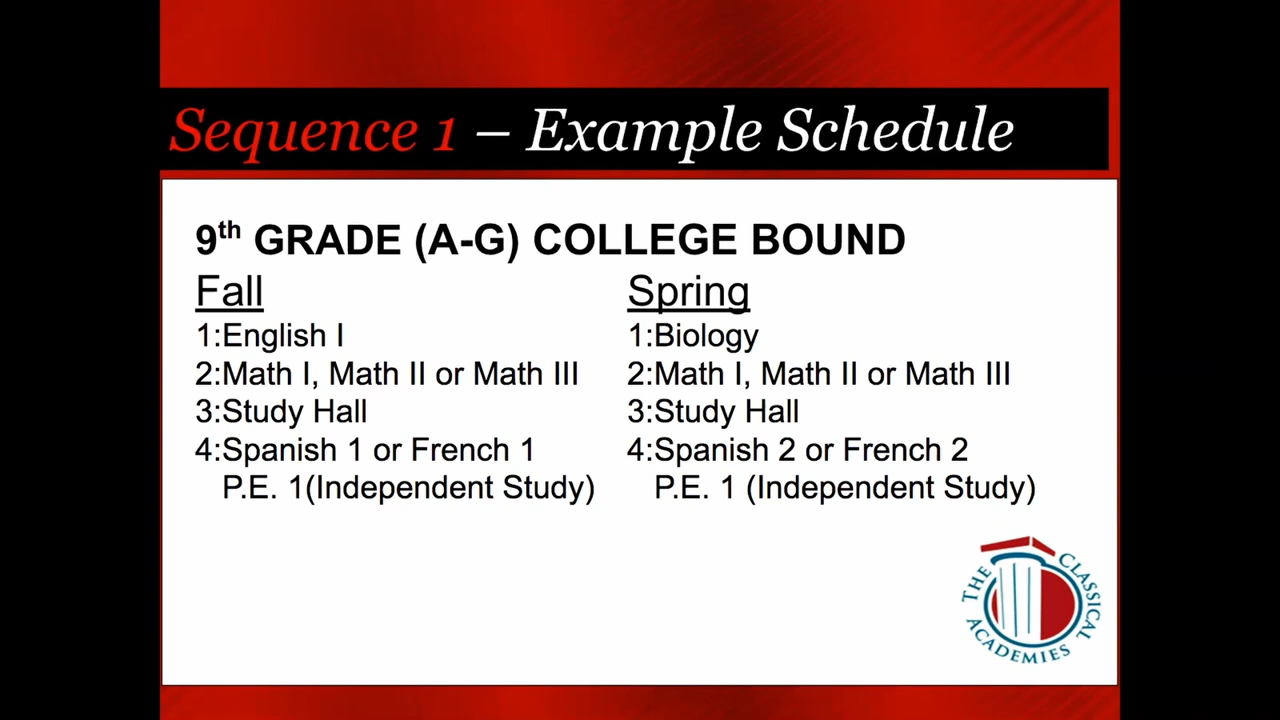 Sequence 1 – Example Schedule
9th GRADE (A-G) COLLEGE BOUND
Fall
1:English I
2:Math I, Math II or Math III
3:Study Hall
4:Spanish 1 or French 1
P.E. 1(Independent Study)
Spring
1:Biology
2:Math I, Math II or Math III
3:Study Hall
4:Spanish 2 or French 2
P.E. 1 (Independent Study)
THE CLASSICAL ACADEMIES